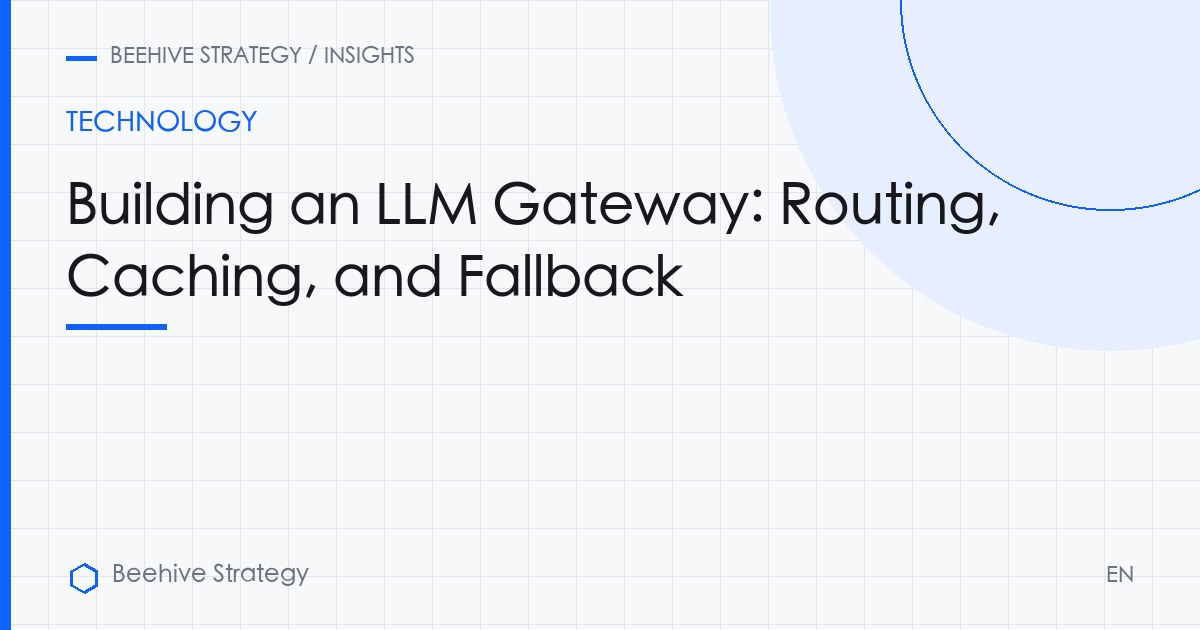 BEEHIVE STRATEGY / INSIGHTS
TECHNOLOGY
Building an LLM Gateway: Routing,
Caching, and Fallback
Beehive Strategy
EN